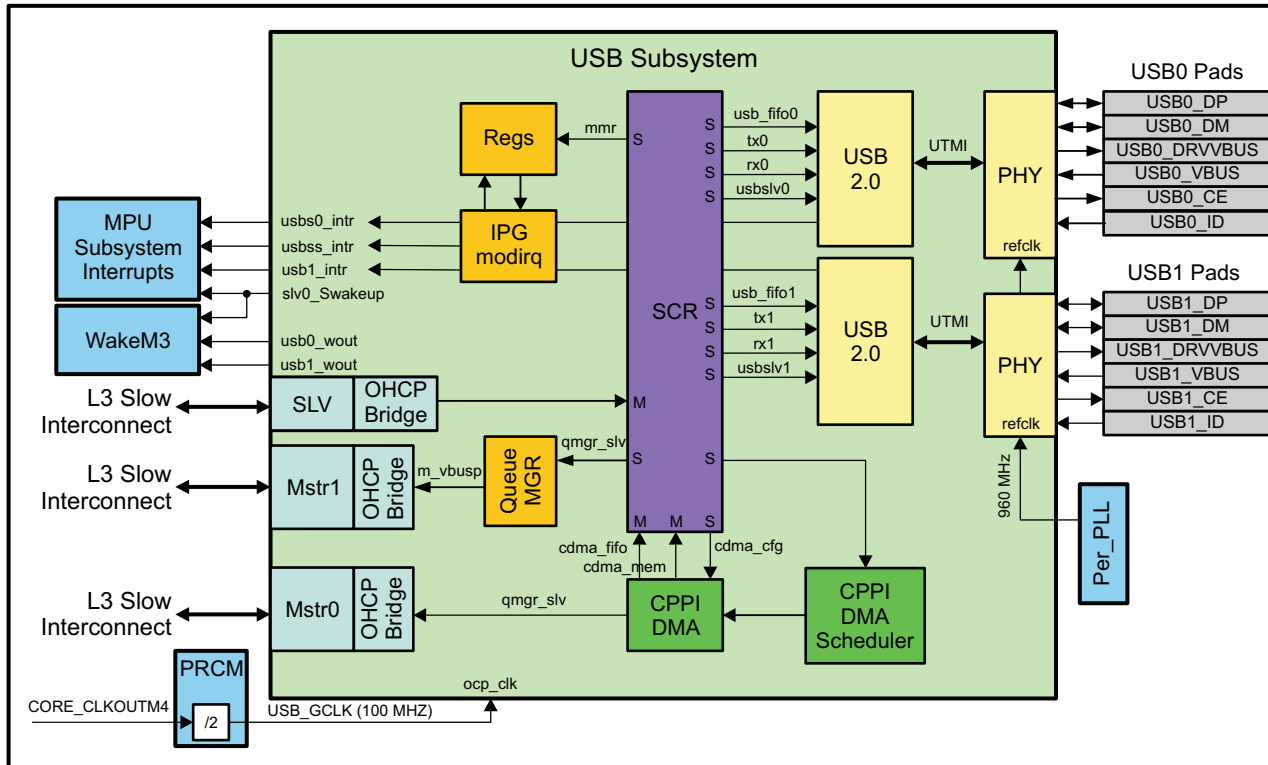 USB Subsystem
USB0 Pads
USB0_DP
USB0_DM
USB0_DRVVBUS
USB0_VBUS
USB0_CE
USB0_ID
USB1 Pads
USB1_DP
USB1_DM
USB1_DRVVBUS
USB1_VBUS
USB1_CE
USB1_ID
Regs
mmr
S
IPG
modirq
SCR
S
S
S
S
usb_fifo0
tx0
rx0
usbslv0
USB
2.0
UTMI
PHY
refclk
S
S
S
S
usb_fifo1
tx1
rx1
usbslv1
USB
2.0
UTMI
PHY
refclk
960 MHz
Per_PLL
MPU
Subsystem
Interrupts
usbs0_intr
usbss_intr
usb1_intr
slv0_Swakeup
WakeM3
usb0_wout
usb1_wout
L3 Slow
Interconnect
SLV
OHCP
Bridge
M
L3 Slow
Interconnect
Mstr1
OHCP
Bridge
m_vbusp
Queue
MGR
qmgr_slv
S
S
M
M
S
cdma_fifo
cdma_mem
cdma_cfg
L3 Slow
Interconnect
Mstr0
OHCP
Bridge
qmgr_slv
CPPI
DMA
CPPI
DMA
Scheduler
PRCM
CORE_CLKOUTM4
/2
USB_GCLK (100 MHZ)
ocp_clk